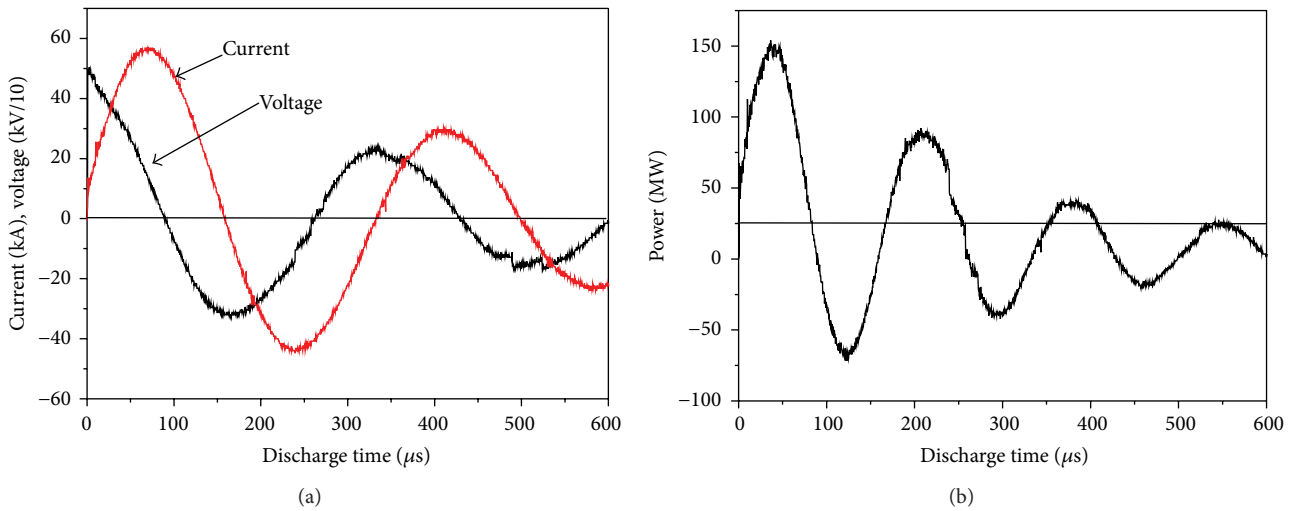 60
40
20
0
−20
−40
−60
Current (kA), voltage (kV/10)
Current
Voltage
0 100 200 300 400 500 600
Discharge time (μs)
(a)
150
100
50
0
−50
−100
Power (MW)
0 100 200 300 400 500 600
Discharge time (μs)
(b)